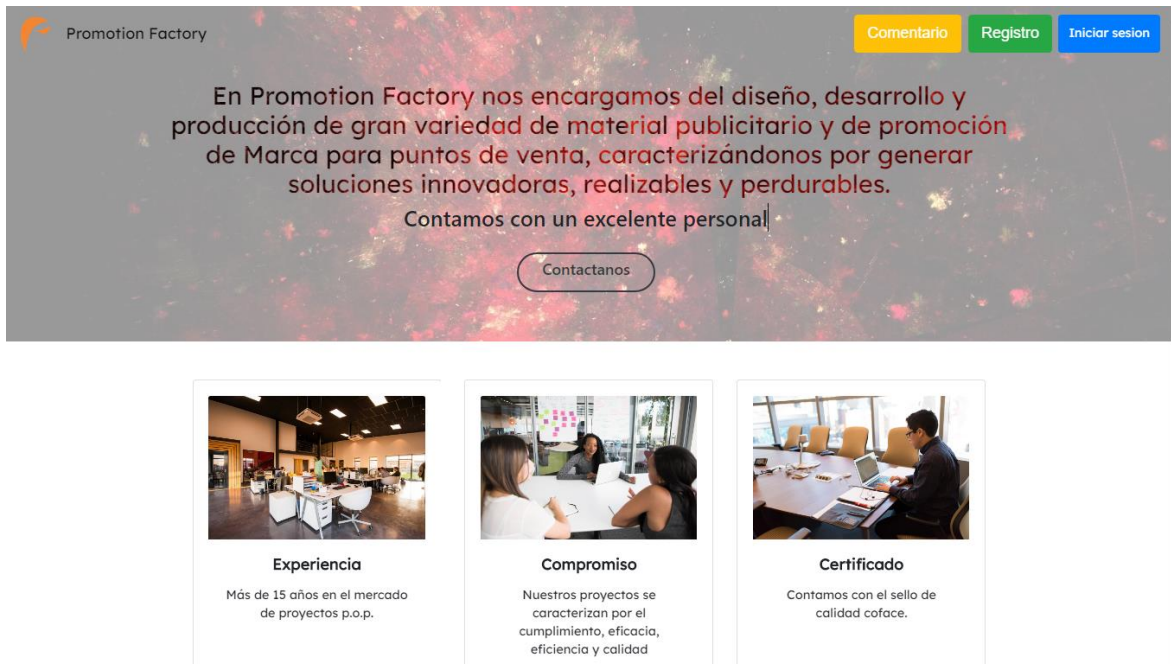 Promotion Factory
Comentario
Registro
Iniciar sesion
En Promotion Factory nos encargamos del diseño, desarrollo y
producción de gran variedad de material publicitario y de promoción
de Marca para puntos de venta, caracterizándonos por generar
soluciones innovadoras, realizables y perdurables.
Contamos con un excelente personal
Contactanos
Experiencia
Más de 15 años en el mercado
de proyectos p.o.p.
Compromiso
Nuestros proyectos se
caracterizan por el
cumplimiento, eficacia,
eficiencia y calidad
Certificado
Contamos con el sello de
calidad coface.